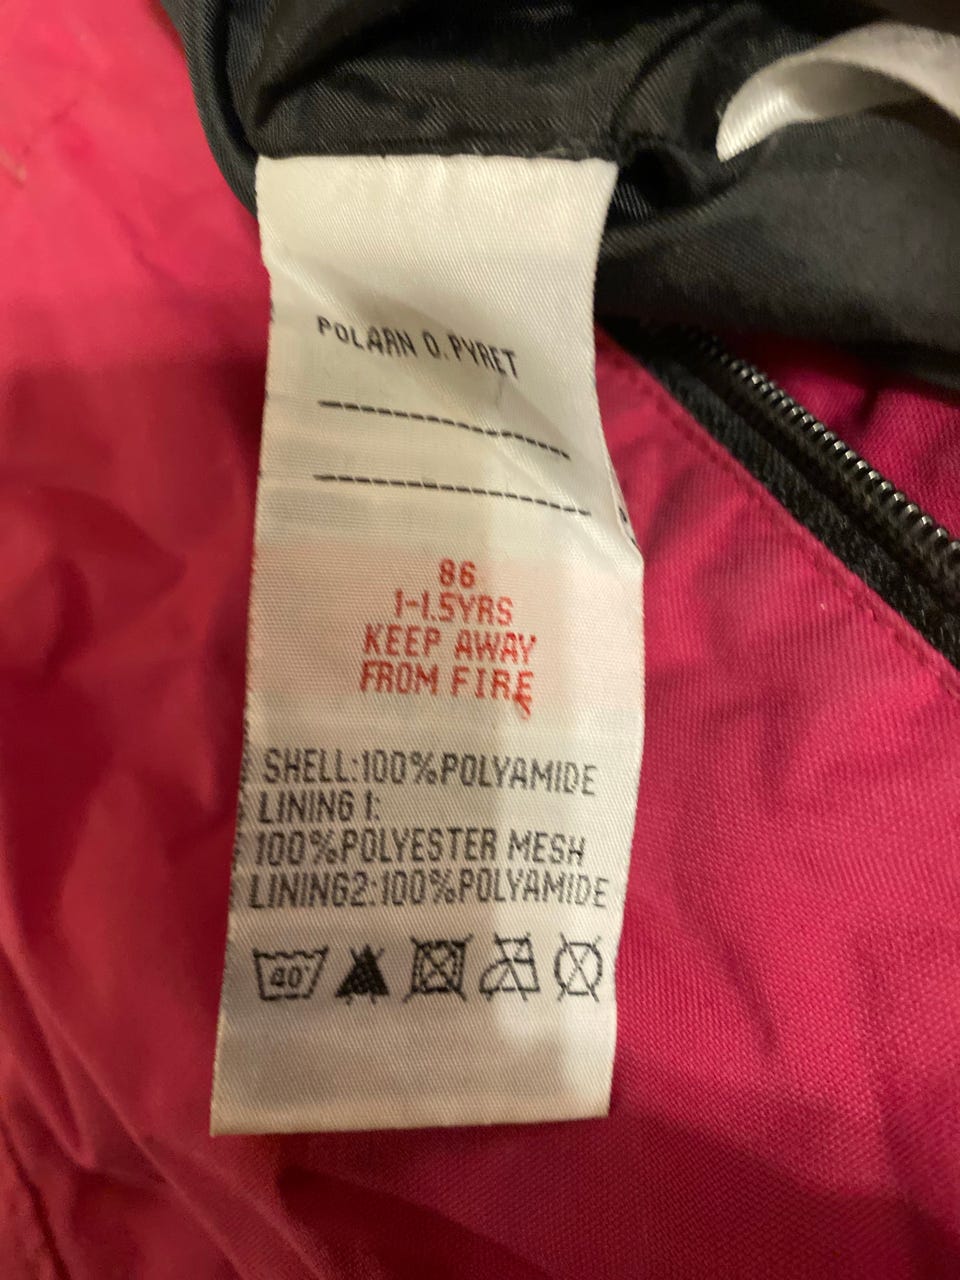 POLARN O. PYRET
86
1-1.5YRS
KEEP AWAY
FROM FIRE
SHELL:100%POLYAMIDE
LINING 1:
100%POLYESTER MESH
LINING2:100%POLYAMIDE
40°